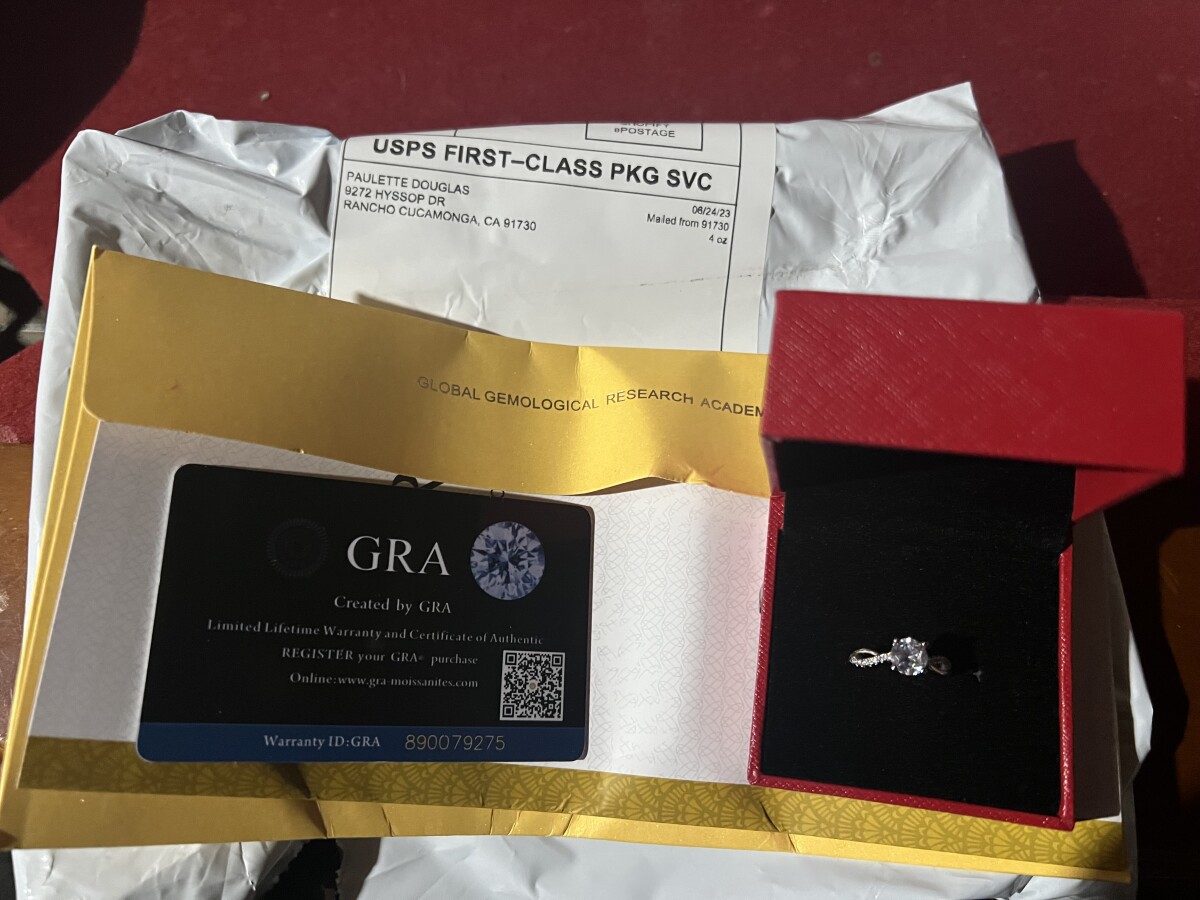 ePOSTAGE
USPS FIRST–CLASS PKG SVC
PAULETTE DOUGLAS
9272 HYSSOP DR
RANCHO CUCAMONGA, CA 91730
06/24/23
Mailed from 91730
4 oz
GLOBAL GEMOLOGICAL RESEARCH ACADEM
GRA
Created by GRA
Limited Lifetime Warranty and Certificate of Authentic
REGISTER your GRA® purchase
Online:www.gra-moissanites.com
Warranty ID:GRA 890079275